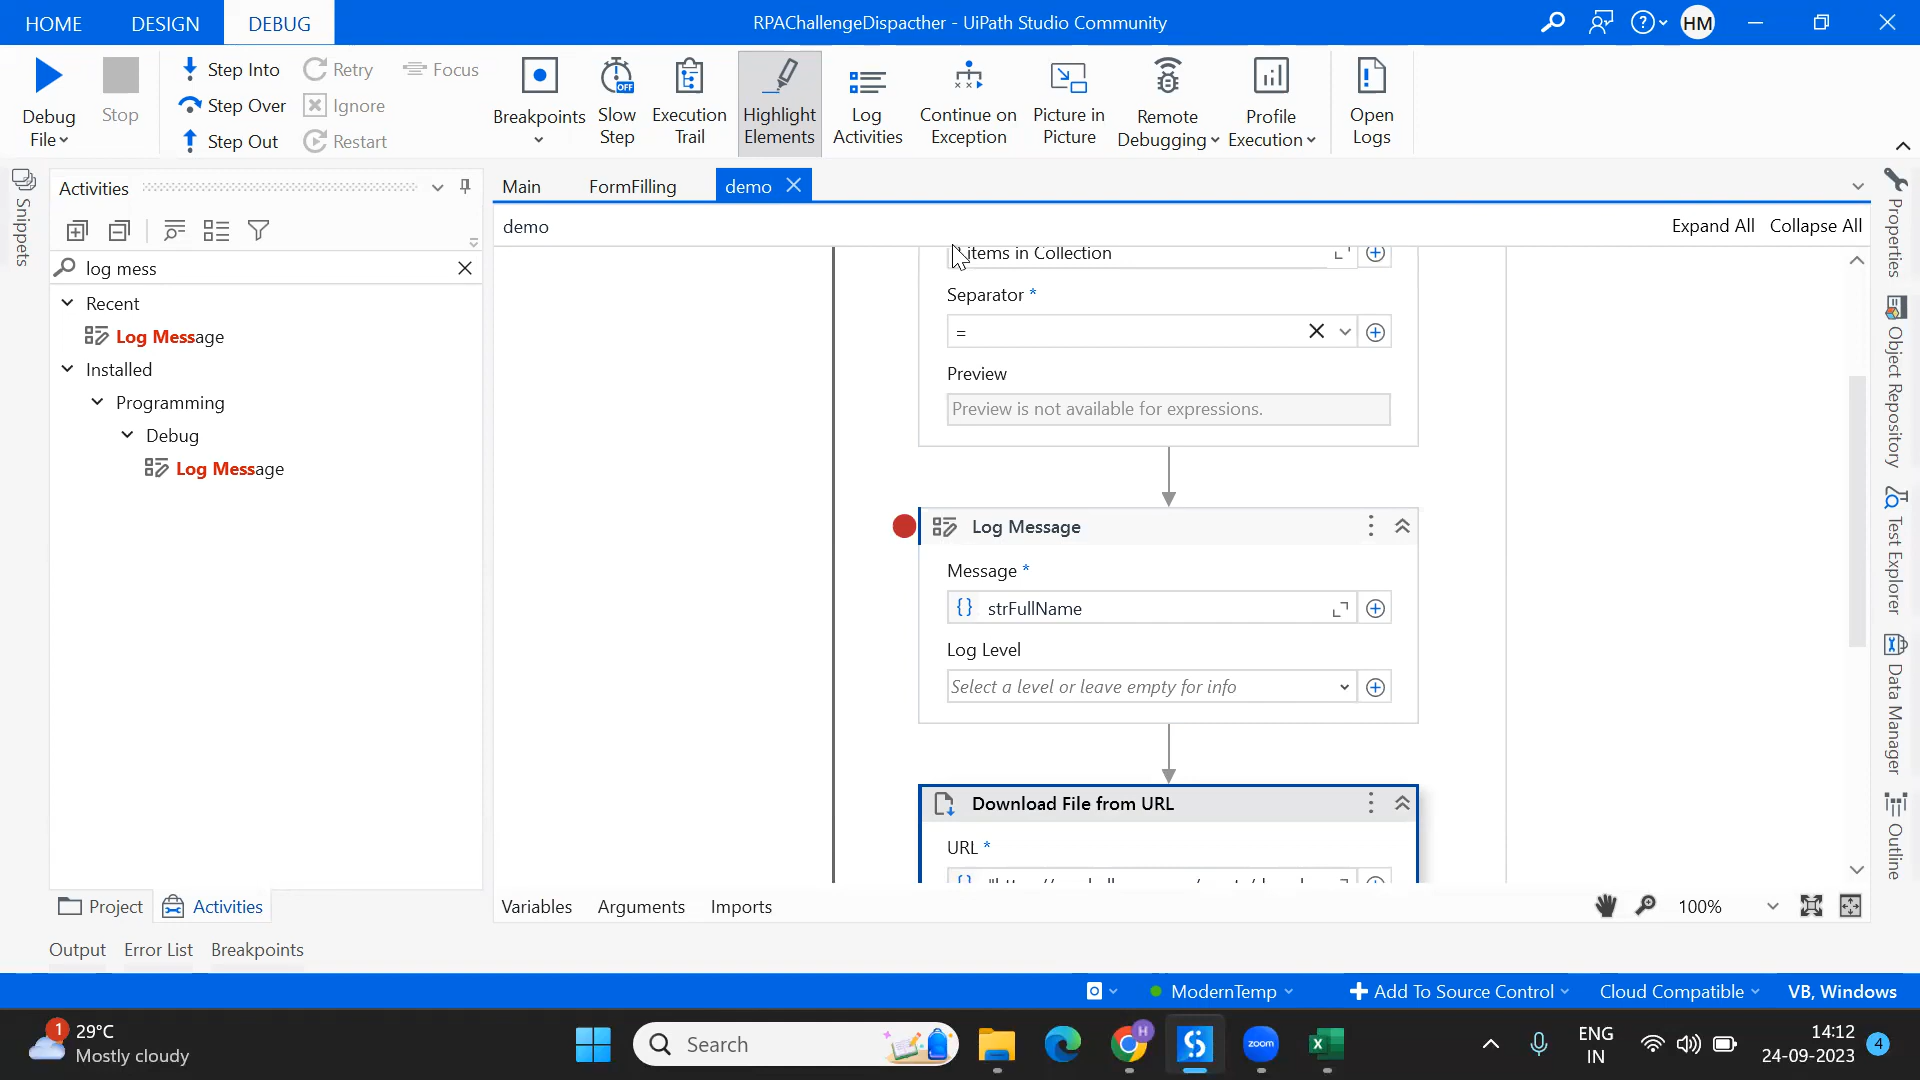 HOME
DESIGN
DEBUG
RPAChallengeDispacther - UiPath Studio Community
HM
Debug File
Stop
Step Into
Step Over
Step Out
Retry
Ignore
Restart
Focus
Breakpoints
Slow Step
OFF
Execution Trail
Highlight Elements
Log Activities
Continue on Exception
Picture in Picture
Remote Debugging
Profile Execution
Open Logs
Snippets
Activities
log mess
Recent
Log Message
Installed
Programming
Debug
Log Message
Main
FormFilling
demo
demo
Expand All
Collapse All
items in Collection
Separator *
=
Preview
Preview is not available for expressions.
Log Message
Message *
strFullName
Log Level
Select a level or leave empty for info
Download File from URL
URL *
Properties
Object Repository
Test Explorer
Data Manager
Outline
Project
Activities
Variables
Arguments
Imports
100%
Output
Error List
Breakpoints
ModernTemp
Add To Source Control
Cloud Compatible
VB, Windows
1
29°C
Mostly cloudy
Search
H
zoom
ENG
IN
14:12
24-09-2023
4